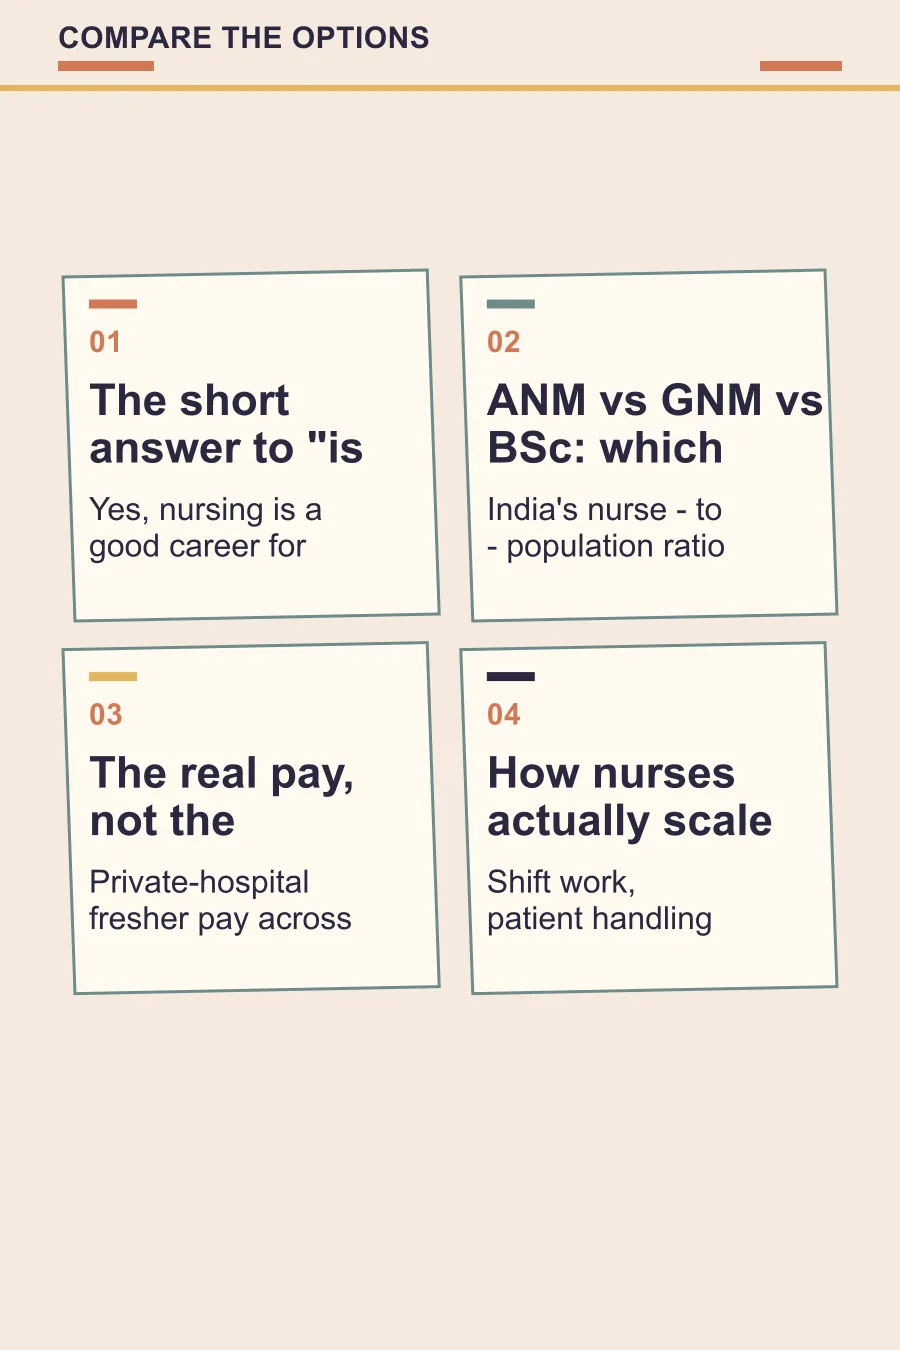 COMPARE THE OPTIONS
01
The short
answer to "is
Yes, nursing is a
good career for
02
ANM vs GNM vs
BSc: which
India's nurse - to
- population ratio
03
The real pay,
not the
Private-hospital
fresher pay across
04
How nurses
actually scale
Shift work,
patient handling